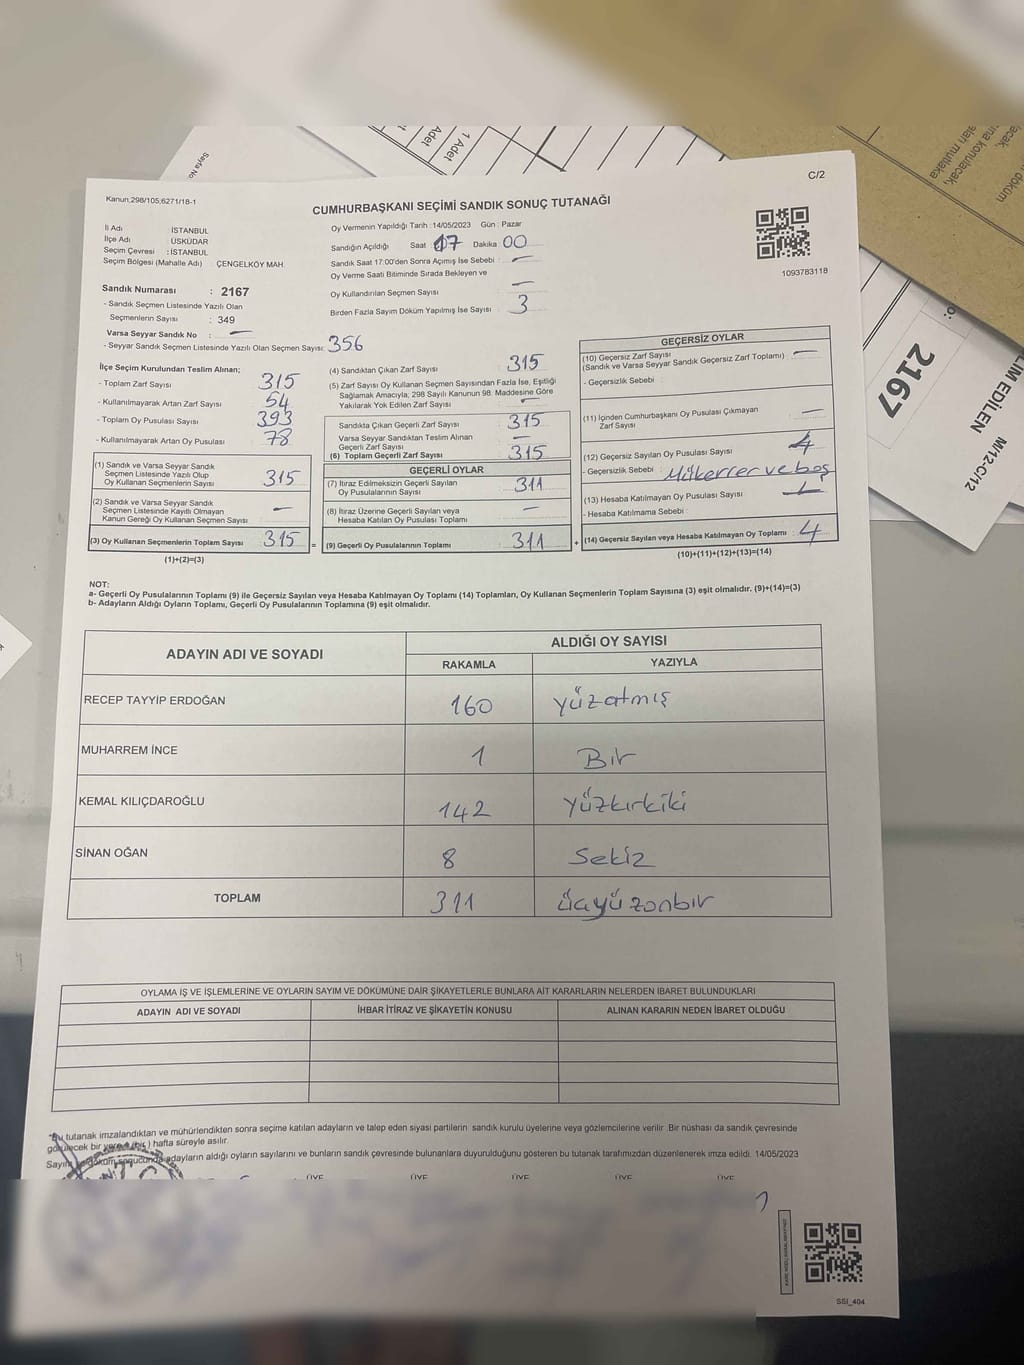 C/2
Kanun,298/105;6271/18-1
CUMHURBAŞKANI SEÇİMİ SANDIK SONUÇ TUTANAĞI
İl Adı İSTANBUL
İlçe Adı ÜSKÜDAR
Seçim Çevresi : İSTANBUL
Seçim Bölgesi (Mahalle Adı) ÇENGELKÖY MAH.
Oy Vermenin Yapıldığı Tarih :14/05/2023 Gün : Pazar
Sandığın Açıldığı Saat : 17 Dakika : 00
Sandık Saat 17:00'den Sonra Açımış İse Sebebi : —
Oy Verme Saati Bitiminde Sırada Bekleyen ve
Oy Kullandırılan Seçmen Sayısı : —
Birden Fazla Sayım Döküm Yapılmış İse Sayısı : 3
1093783118
Sandık Numarası : 2167
- Sandık Seçmen Listesinde Yazılı Olan
Seçmenlerin Sayısı : 349
Varsa Seyyar Sandık No : —
- Seyyar Sandık Seçmen Listesinde Yazılı Olan Seçmen Sayısı: 356
İlçe Seçim Kurulundan Teslim Alınan;
- Toplam Zarf Sayısı 315
- Kullanılmayarak Artan Zarf Sayısı 54
- Toplam Oy Pusulası Sayısı 393
- Kullanılmayarak Artan Oy Pusulası 78
(1) Sandık ve Varsa Seyyar Sandık
Seçmen Listesinde Yazılı Olup
Oy Kullanan Seçmenlerin Sayısı 315
(2) Sandık ve Varsa Seyyar Sandık
Seçmen Listesinde Kayıtlı Olmayan
Kanun Gereği Oy Kullanan Seçmen Sayısı —
(3) Oy Kullanan Seçmenlerin Toplam Sayısı 315
(1)+(2)=(3)
(4) Sandıktan Çıkan Zarf Sayısı 315
(5) Zarf Sayısı Oy Kullanan Seçmen Sayısından Fazla İse, Eşitliği
Sağlamak Amacıyla; 298 Sayılı Kanunun 98. Maddesine Göre
Yakılarak Yok Edilen Zarf Sayısı —
Sandıkta Çıkan Geçerli Zarf Sayısı 315
Varsa Seyyar Sandıktan Teslim Alınan
Geçerli Zarf Sayısı —
(6) Toplam Geçerli Zarf Sayısı 315
GEÇERLİ OYLAR
(7) İtiraz Edilmeksizin Geçerli Sayılan
Oy Pusulalarının Sayısı 311
(8) İtiraz Üzerine Geçerli Sayılan veya
Hesaba Katılan Oy Pusulası Toplamı —
= (9) Geçerli Oy Pusulalarının Toplamı 311
GEÇERSİZ OYLAR
(10) Geçersiz Zarf Sayısı
(Sandık ve Varsa Seyyar Sandık Geçersiz Zarf Toplamı) —
- Geçersizlik Sebebi :
(11) İçinden Cumhurbaşkanı Oy Pusulası Çıkmayan
Zarf Sayısı —
(12) Geçersiz Sayılan Oy Pusulası Sayısı : 4
- Geçersizlik Sebebi : Mükerrer ve boş
(13) Hesaba Katılmayan Oy Pusulası Sayısı
- Hesaba Katılmama Sebebi :
+ (14) Geçersiz Sayılan veya Hesaba Katılmayan Oy Toplamı : 4
(10)+(11)+(12)+(13)=(14)
NOT:
a- Geçerli Oy Pusulalarının Toplamı (9) ile Geçersiz Sayılan veya Hesaba Katılmayan Oy Toplamı (14) Toplamları, Oy Kullanan Seçmenlerin Toplam Sayısına (3) eşit olmalıdır. (9)+(14)=(3)
b- Adayların Aldığı Oyların Toplamı, Geçerli Oy Pusulalarının Toplamına (9) eşit olmalıdır.
ADAYIN ADI VE SOYADI ALDIĞI OY SAYISI
RAKAMLA YAZIYLA
RECEP TAYYİP ERDOĞAN 160 yüzatmış
MUHARREM İNCE 1 Bir
KEMAL KILIÇDAROĞLU 142 yüzkırkiki
SİNAN OĞAN 8 Sekiz
TOPLAM 311 üçyüzonbir
OYLAMA İŞ VE İŞLEMLERİNE VE OYLARIN SAYIM VE DÖKÜMÜNE DAİR ŞİKAYETLERLE BUNLARA AİT KARARLARIN NELERDEN İBARET BULUNDUKLARI
ADAYIN ADI VE SOYADI İHBAR İTİRAZ VE ŞİKAYETİN KONUSU ALINAN KARARIN NEDEN İBARET OLDUĞU
*Bu tutanak imzalandıktan ve mühürlendikten sonra seçime katılan adayların ve talep eden siyasi partilerin sandık kurulu üyelerine veya gözlemcilerine verilir. Bir nüshası da sandık çevresinde
görülecek bir yere (bir) hafta süreyle asılır.
Sayım döküm sonucunda adayların aldığı oyların sayılarını ve bunların sandık çevresinde bulunanlara duyurulduğunu gösteren bu tutanak tarafımızdan düzenlenerek imza edildi. 14/05/2023
ÜYE ÜYE ÜYE ÜYE ÜYE
SSİ_404
Sayfa No
1 Adet
Adet
2167
LİM EDİLEN
M/12-C/12